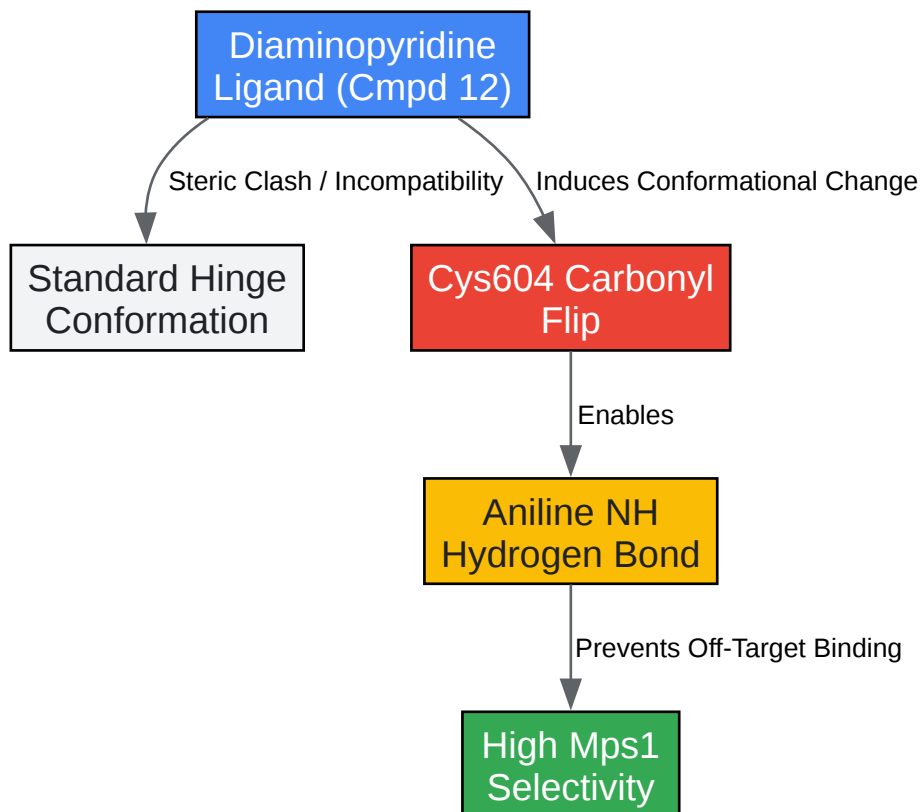 Diaminopyridine
Ligand (Cmpd 12)
Steric Clash / Incompatibility
Induces Conformational Change
Standard Hinge
Conformation
Cys604 Carbonyl
Flip
Enables
Aniline NH
Hydrogen Bond
Prevents Off-Target Binding
High Mps1
Selectivity